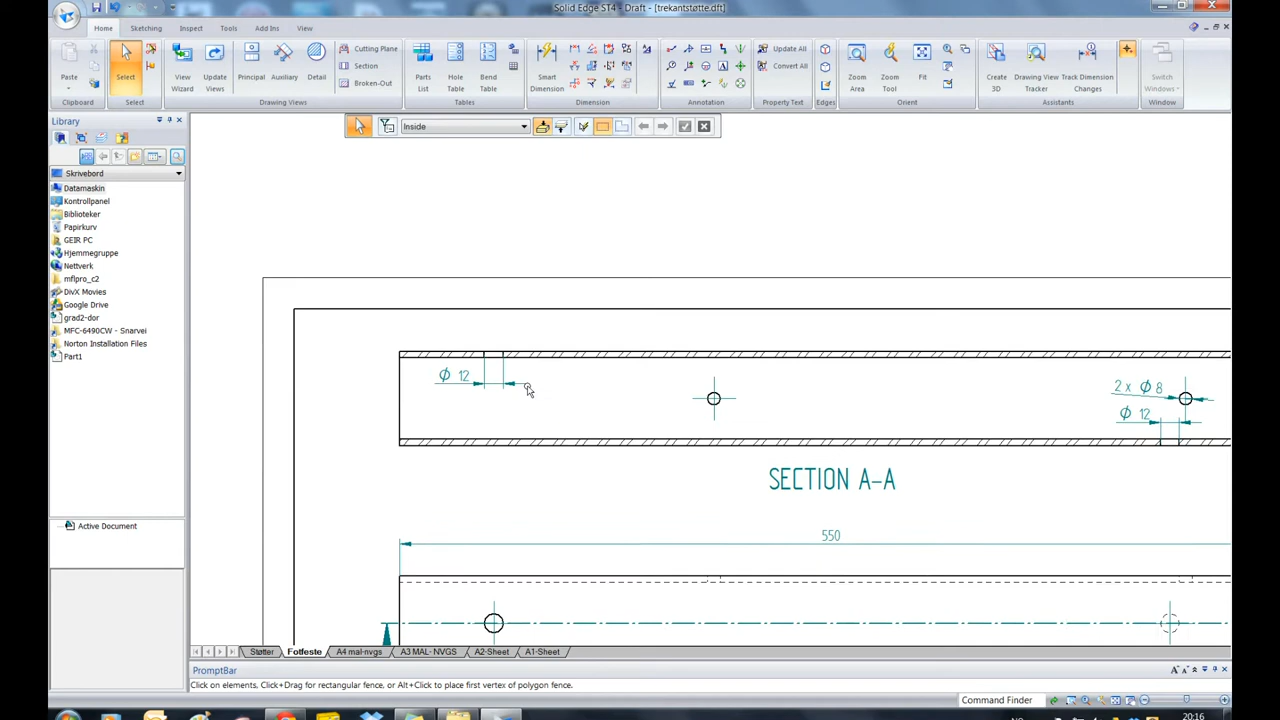 Solid Edge ST4 - Draft - [trekantstøtte.dft]
Home Sketching Inspect Tools Add Ins View
Paste Select View Wizard Update Views Principal Auxiliary Detail Cutting Plane Section Broken-Out Parts List Hole Table Bend Table Smart Dimension Update All Convert All Zoom Area Zoom Tool Fit Create 3D Drawing View Tracker Track Dimension Changes Switch Windows
Clipboard Select Drawing Views Tables Dimension Annotation Property Text Edges Orient Assistants Window
Library
Inside
Skrivebord
Datamaskin
Kontrollpanel
Biblioteker
Papirkurv
GEIR PC
Hjemmegruppe
Nettverk
mflpro_c2
DivX Movies
Google Drive
grad2-dor
MFC-6490CW - Snarvei
Norton Installation Files
Part1
Active Document
Φ 12
2 x Φ 8
Φ 12
SECTION A-A
550
Støtter Fotfeste A4 mal-nvgs A3 MAL- NVGS A2-Sheet A1-Sheet
PromptBar
Click on elements, Click+Drag for rectangular fence, or Alt+Click to place first vertex of polygon fence.
Command Finder
NO 20:16